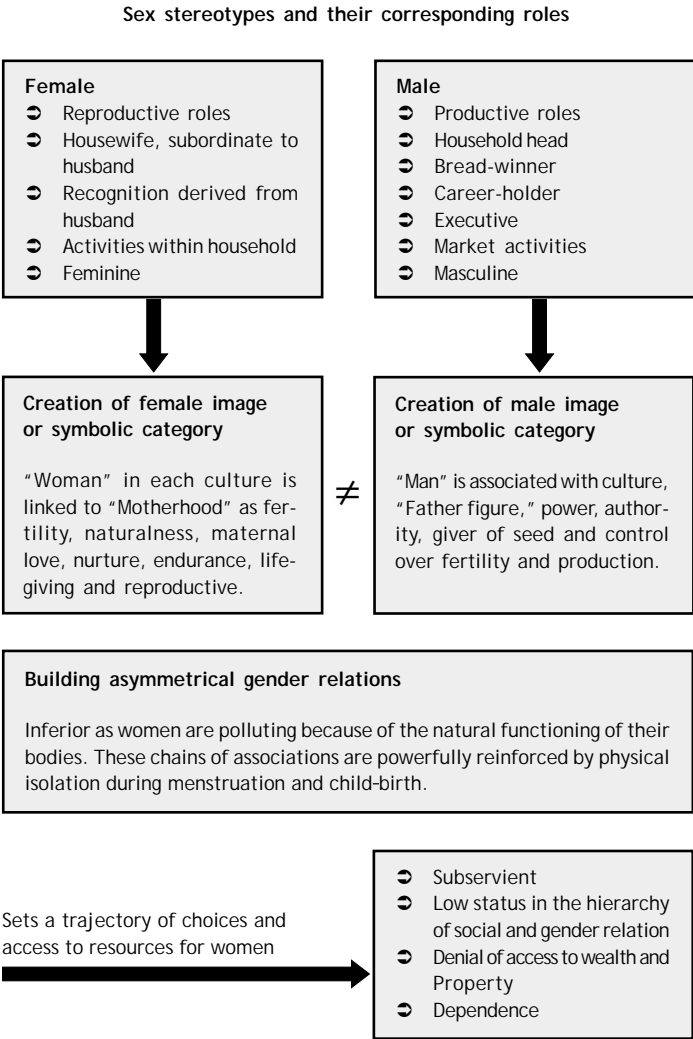 Sex stereotypes and their corresponding roles
Female
➲ Reproductive roles
➲ Housewife, subordinate to
husband
➲ Recognition derived from
husband
➲ Activities within household
➲ Feminine
Male
➲ Productive roles
➲ Household head
➲ Bread-winner
➲ Career-holder
➲ Executive
➲ Market activities
➲ Masculine
Creation of female image
or symbolic category
“Woman” in each culture is
linked to “Motherhood” as fer-
tility, naturalness, maternal
love, nurture, endurance, life-
giving and reproductive.
≠
Creation of male image
or symbolic category
“Man” is associated with culture,
“Father figure,” power, author-
ity, giver of seed and control
over fertility and production.
Building asymmetrical gender relations
Inferior as women are polluting because of the natural functioning of their
bodies. These chains of associations are powerfully reinforced by physical
isolation during menstruation and child-birth.
Sets a trajectory of choices and
access to resources for women
➲ Subservient
➲ Low status in the hierarchy
of social and gender relation
➲ Denial of access to wealth and
Property
➲ Dependence